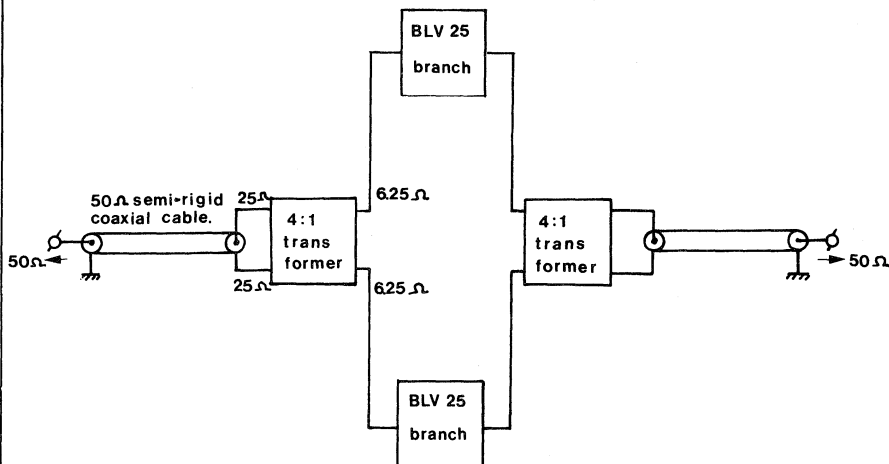 BLV 25
branch
50Ω semi-rigid
coaxial cable.
25Ω
4:1
trans
former
6.25Ω
50Ω
25Ω
6.25Ω
4:1
trans
former
50Ω
BLV 25
branch